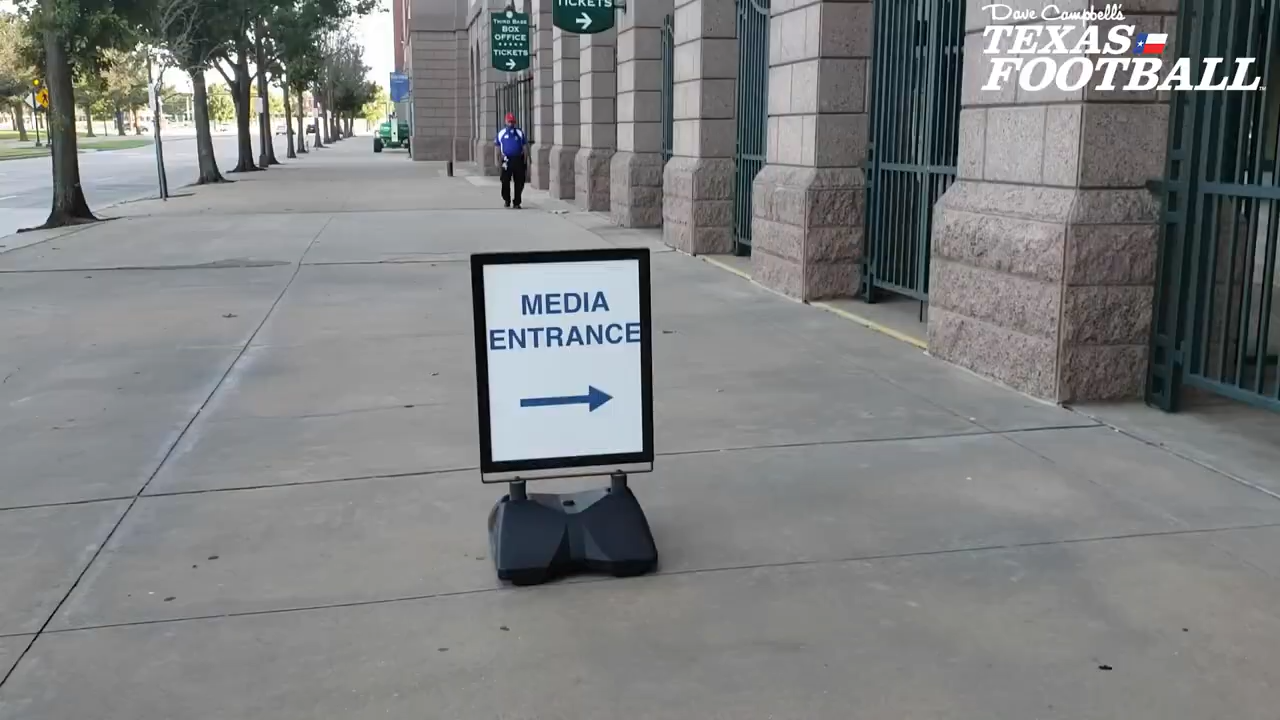 TICKETS
THIRD BASE
BOX
OFFICE
TICKETS
Dave Campbell's
TEXAS
FOOTBALL
MEDIA
ENTRANCE